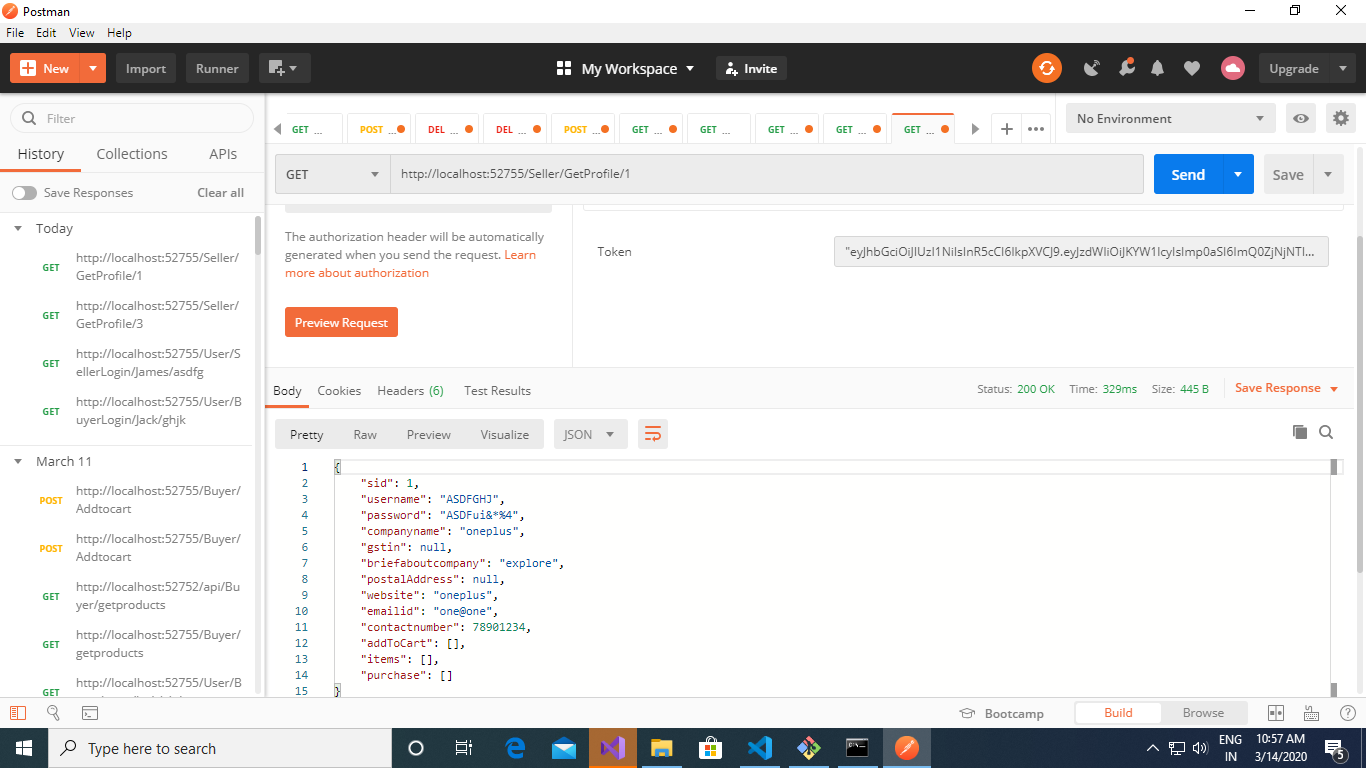 Postman
File Edit View Help
New Import Runner My Workspace Invite Upgrade
Filter
History Collections APIs
Save Responses Clear all
Today
GET http://localhost:52755/Seller/
GetProfile/1
GET http://localhost:52755/Seller/
GetProfile/3
GET http://localhost:52755/User/S
ellerLogin/James/asdfg
GET http://localhost:52755/User/B
uyerLogin/Jack/ghjk
March 11
POST http://localhost:52755/Buyer/
Addtocart
POST http://localhost:52755/Buyer/
Addtocart
GET http://localhost:52752/api/Bu
yer/getproducts
GET http://localhost:52755/Buyer/
getproducts
GET http://localhost:52755/User/B
GET ... POST ... DEL ... DEL ... POST ... GET ... GET ... GET ... GET ... GET ...
No Environment
GET http://localhost:52755/Seller/GetProfile/1 Send Save
The authorization header will be automatically
generated when you send the request. Learn
more about authorization
Preview Request
Token
Body Cookies Headers (6) Test Results
Status: 200 OK Time: 329ms Size: 445 B Save Response
Pretty Raw Preview Visualize JSON
1 {
2 "sid": 1,
3 "username": "ASDFGHJ",
4 "password": "ASDFui&*%4",
5 "companyname": "oneplus",
6 "gstin": null,
7 "briefaboutcompany": "explore",
8 "postalAddress": null,
9 "website": "oneplus",
10 "emailid": "one@one",
11 "contactnumber": 78901234,
12 "addToCart": [],
13 "items": [],
14 "purchase": []
15 }
Bootcamp Build Browse
Type here to search
ENG
IN
10:57 AM
3/14/2020
5